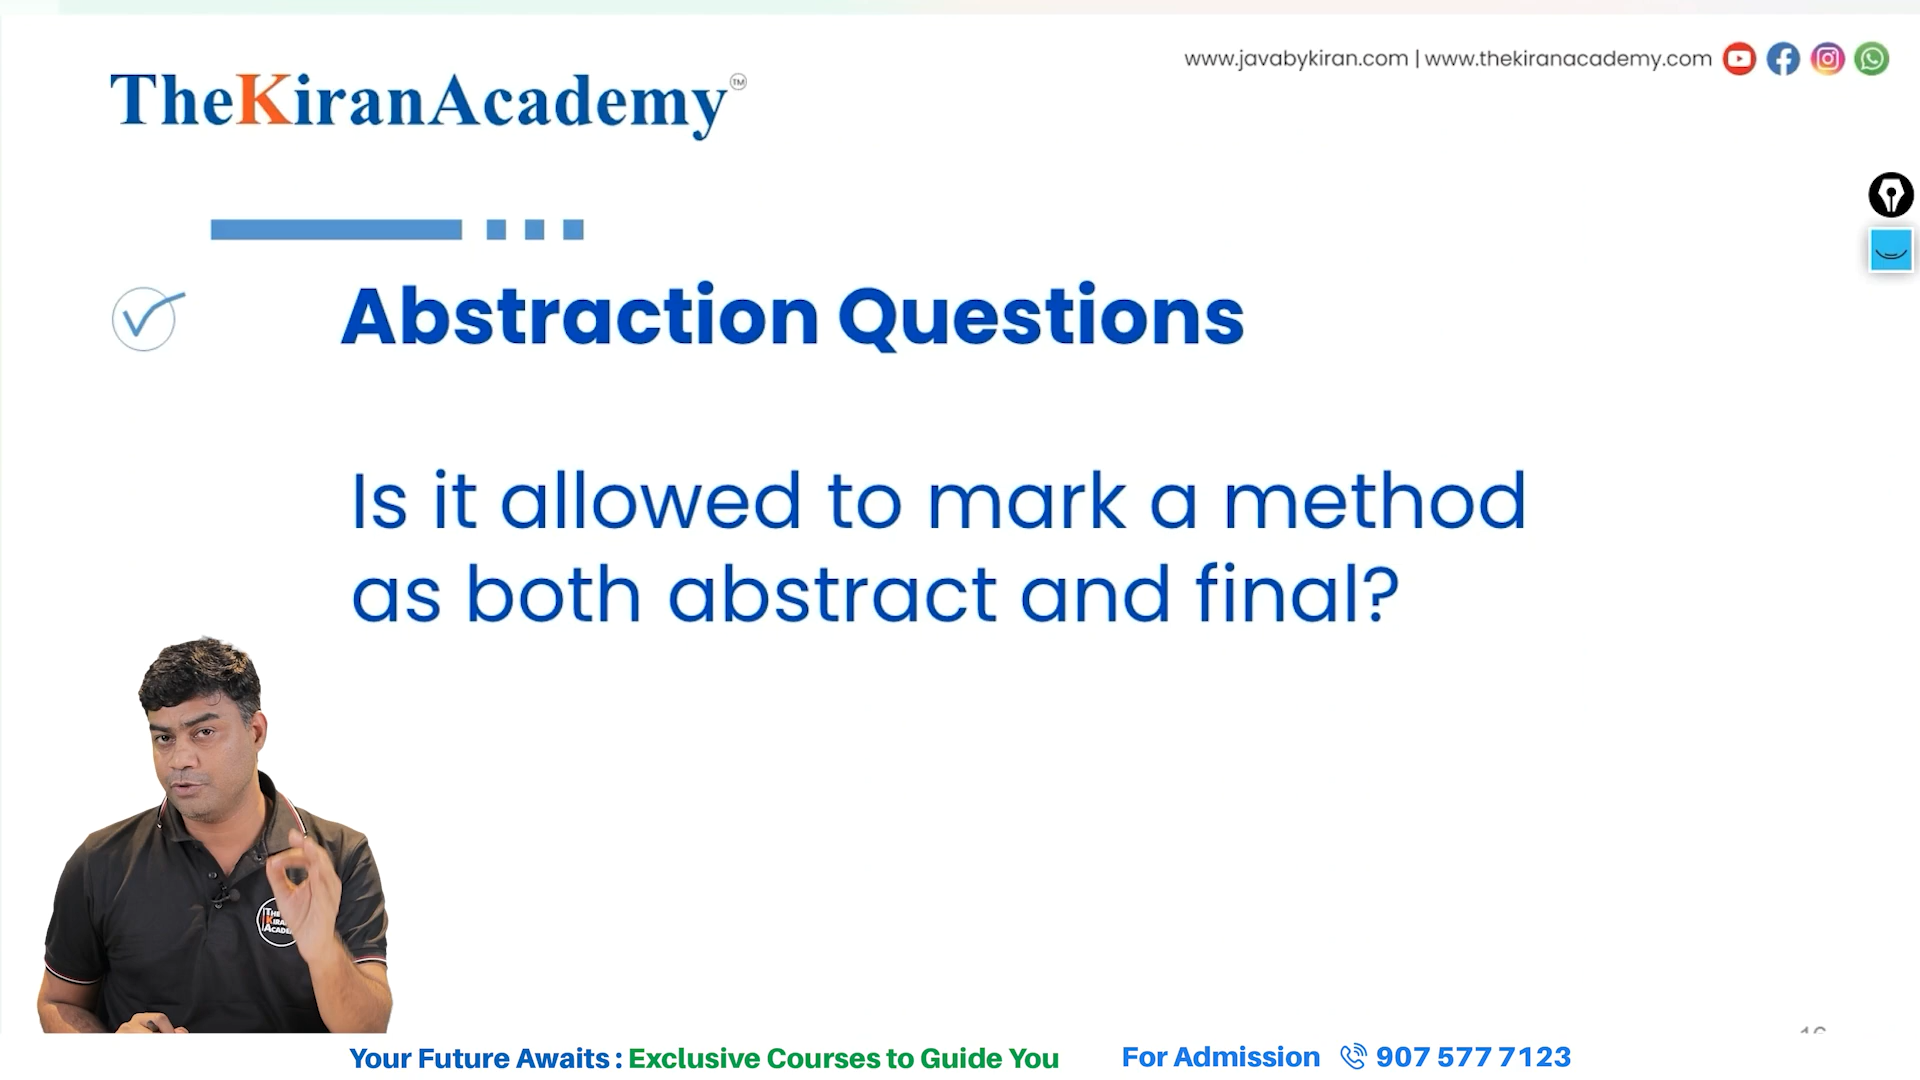 www.javabykiran.com | www.thekiranacademy.com
TheKiranAcademy™
Abstraction Questions
Is it allowed to mark a method
as both abstract and final?
THE
Your Future Awaits : Exclusive Courses to Guide You
For Admission 907 577 7123